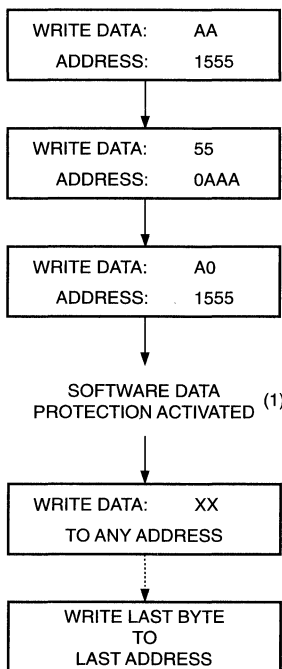 WRITE DATA: AA
ADDRESS: 1555
WRITE DATA: 55
ADDRESS: 0AAA
WRITE DATA: A0
ADDRESS: 1555
SOFTWARE DATA
PROTECTION ACTIVATED (1)
WRITE DATA: XX
TO ANY ADDRESS
WRITE LAST BYTE
TO
LAST ADDRESS